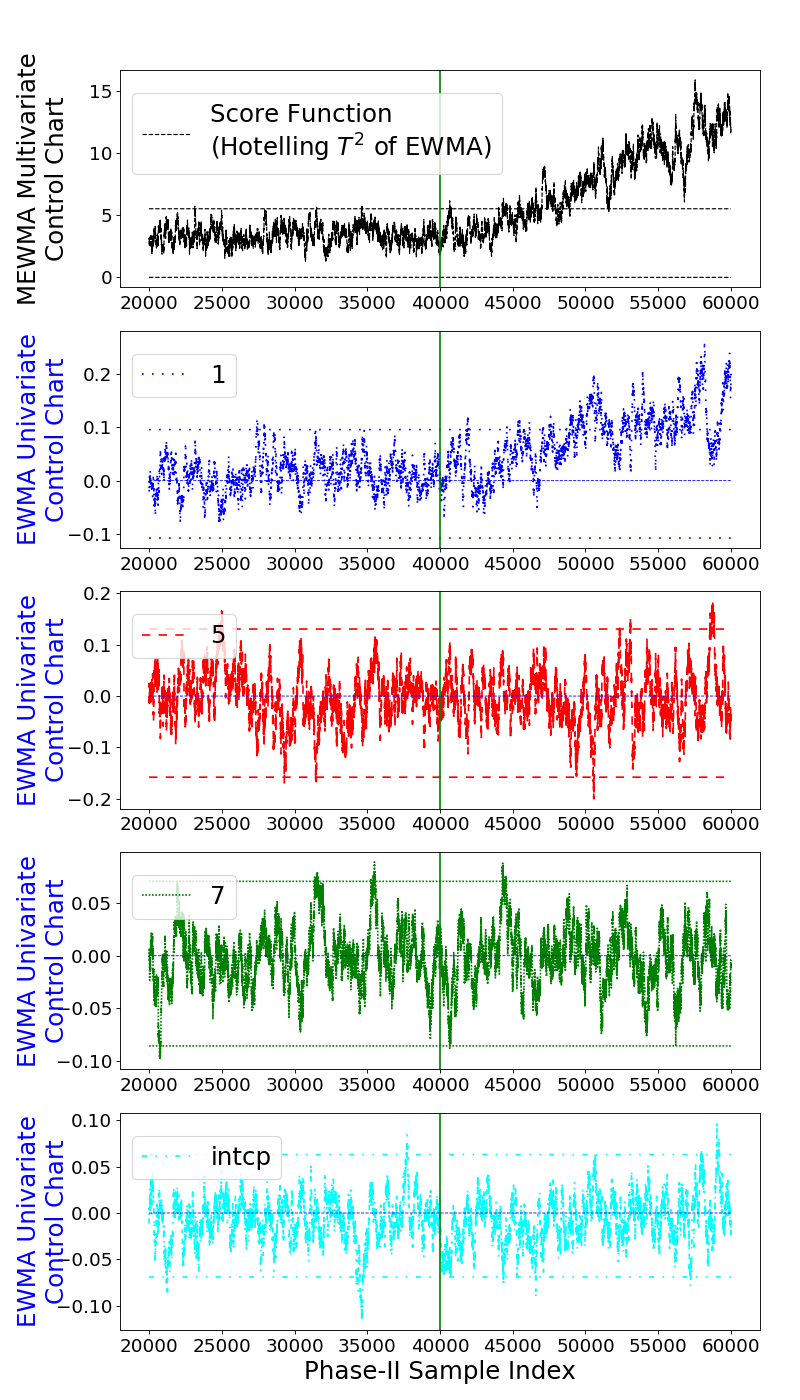 MEWMA Multivariate
Control Chart
15
10
5
0
Score Function
(Hotelling T² of EWMA)
20000 25000 30000 35000 40000 45000 50000 55000 60000
EWMA Univariate
Control Chart
0.2
0.1
0.0
−0.1
1
20000 25000 30000 35000 40000 45000 50000 55000 60000
EWMA Univariate
Control Chart
0.2
0.1
0.0
−0.1
−0.2
5
20000 25000 30000 35000 40000 45000 50000 55000 60000
EWMA Univariate
Control Chart
0.05
0.00
−0.05
−0.10
7
20000 25000 30000 35000 40000 45000 50000 55000 60000
EWMA Univariate
Control Chart
0.10
0.05
0.00
−0.05
−0.10
intcp
20000 25000 30000 35000 40000 45000 50000 55000 60000
Phase-II Sample Index